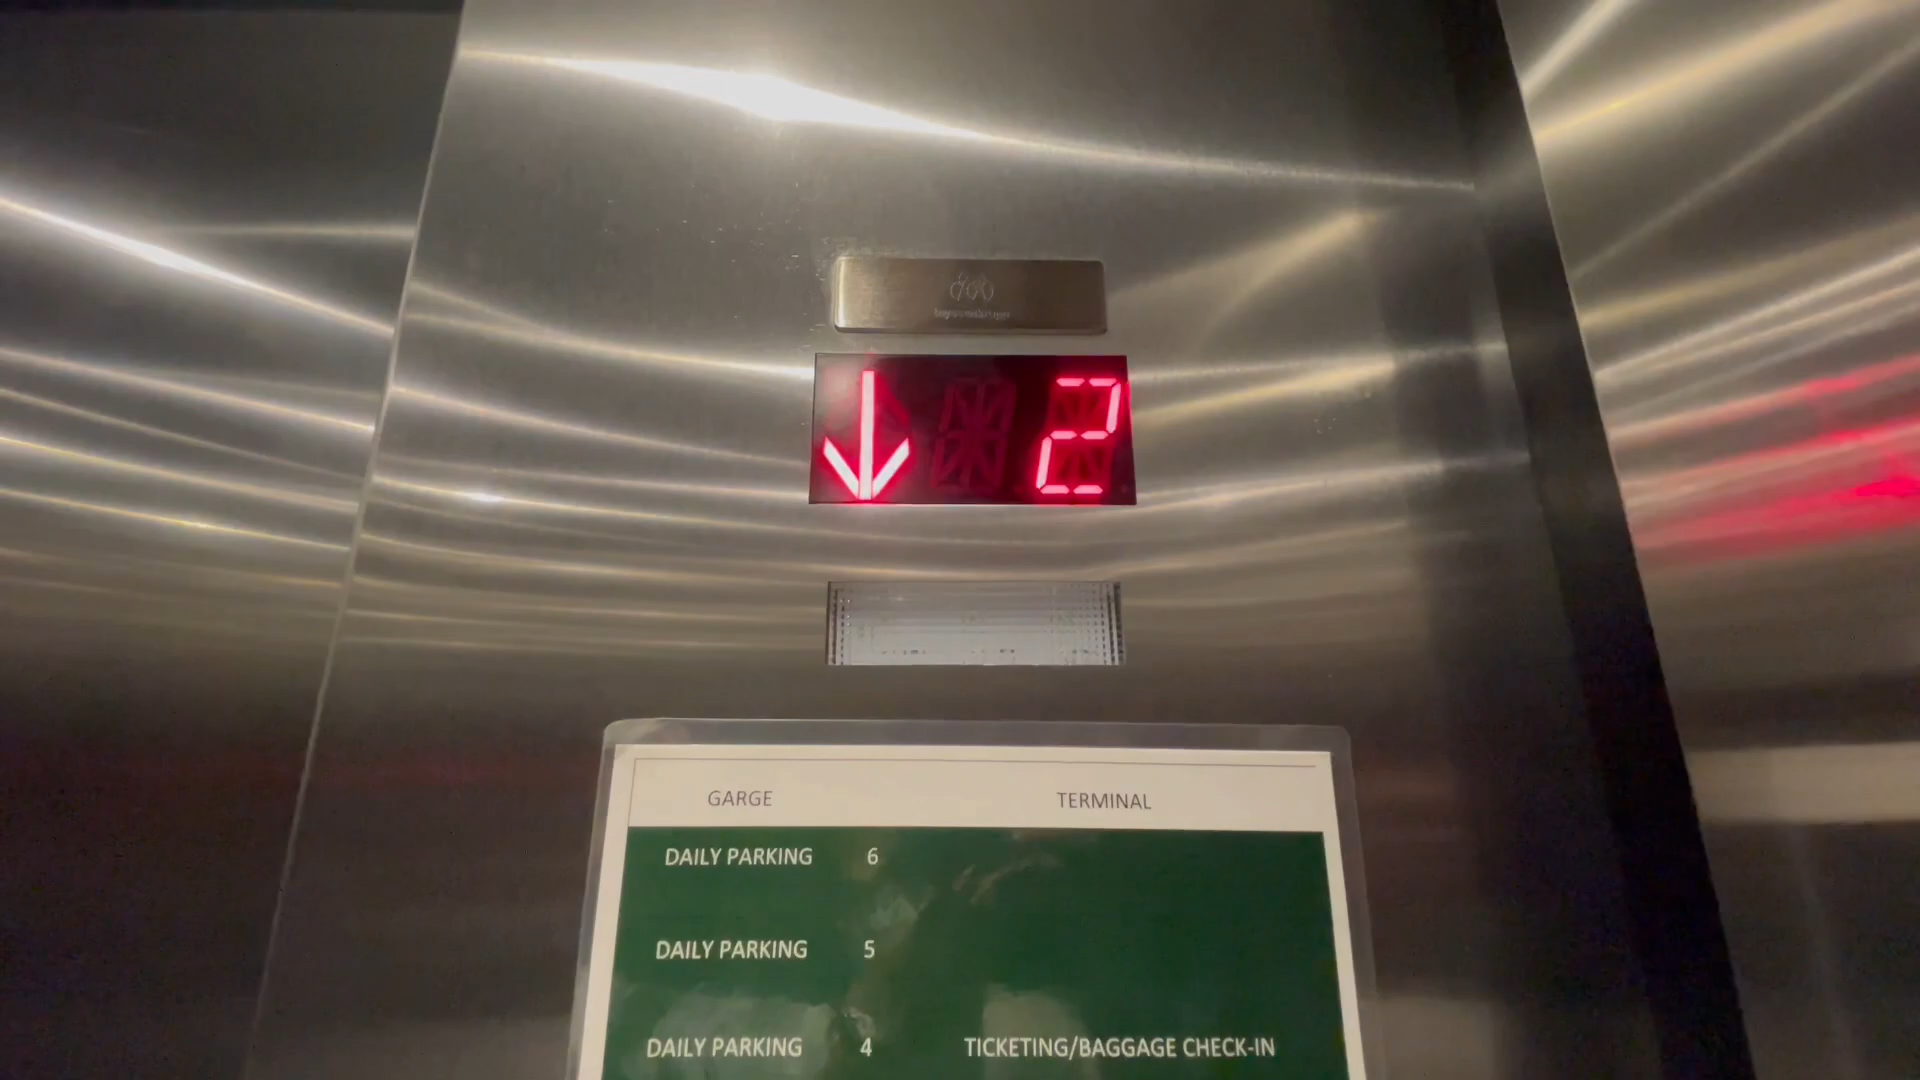 2
GARGE TERMINAL
DAILY PARKING 6
DAILY PARKING 5
DAILY PARKING 4 TICKETING/BAGGAGE CHECK-IN